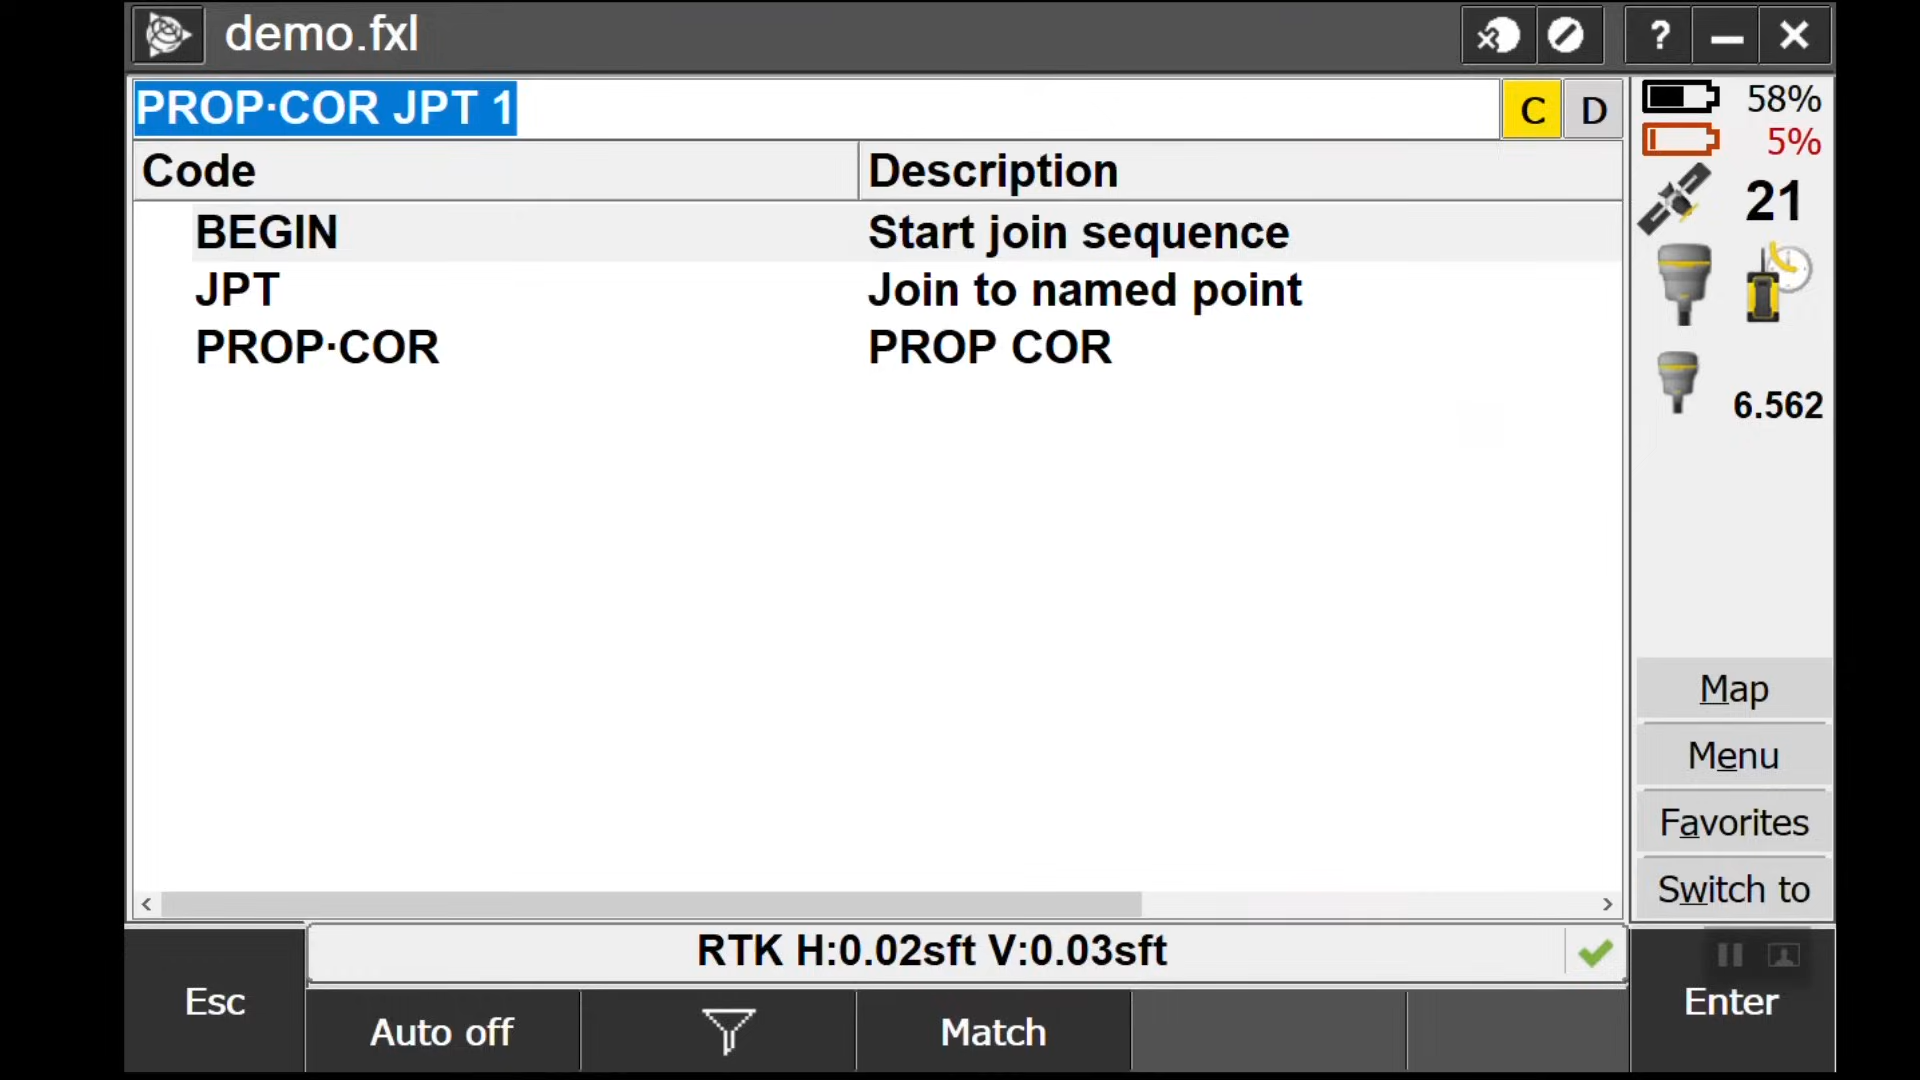 demo.fxl
?
PROP·COR JPT 1
C D
58%
5%
Code Description
21
BEGIN Start join sequence
JPT Join to named point
PROP·COR PROP COR
6.562
Map
Menu
Favorites
Switch to
RTK H:0.02sft V:0.03sft
Esc
Auto off
Match
Enter